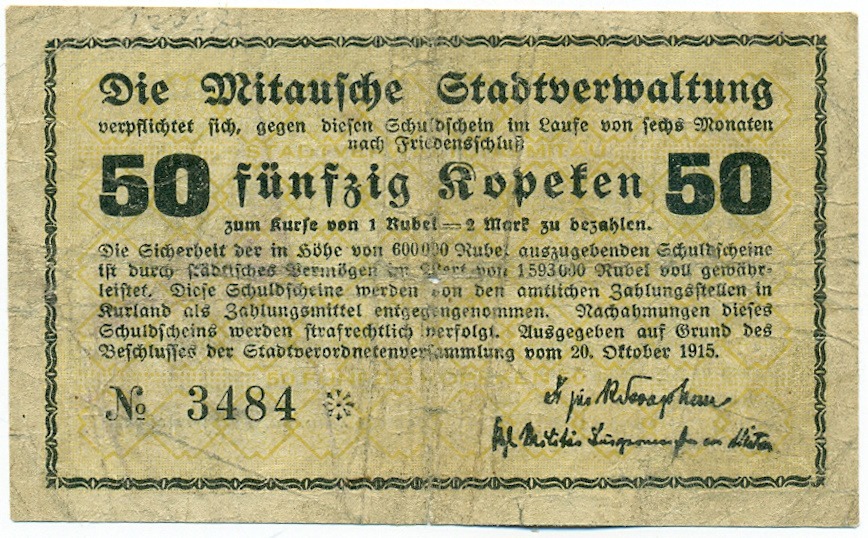 Die Mitausche Stadtverwaltung
verpflichtet sich, gegen diesen Schuldschein im Laufe von sechs Monaten
nach Friedensschluß
50 fünfzig Kopeken 50
zum Kurse von 1 Rubel = 2 Mark zu bezahlen.
Die Sicherheit der in Höhe von 600000 Rubel auszugebenden Schuldscheine
ist durch städtisches Vermögen im Wert von 1593000 Rubel voll gewähr-
leistet. Diese Schuldscheine werden von den amtlichen Zahlungsstellen in
Kurland als Zahlungsmittel entgegengenommen. Nachahmungen dieses
Schuldscheins werden strafrechtlich verfolgt. Ausgegeben auf Grund des
Beschlusses der Stadtverordnetenversammlung vom 20. Oktober 1915.
№ 3484